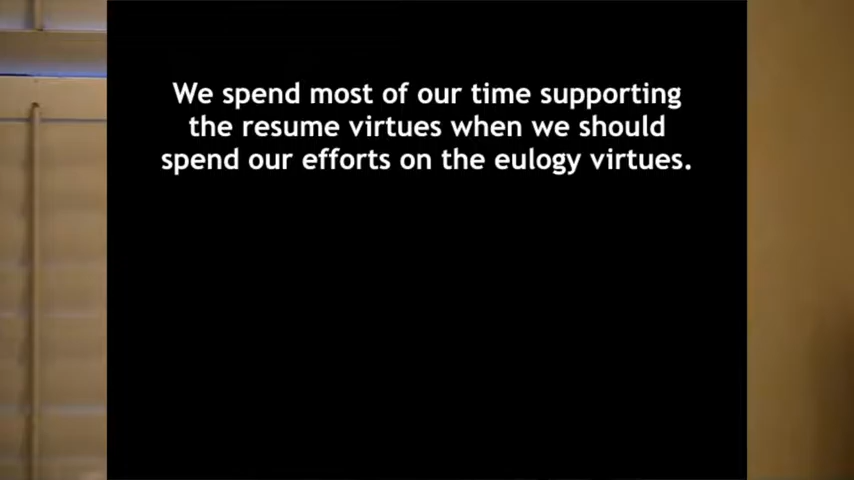 We spend most of our time supporting
the resume virtues when we should
spend our efforts on the eulogy virtues.